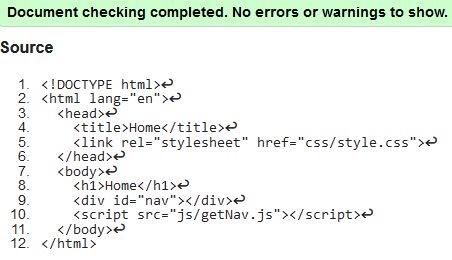 Document checking completed. No errors or warnings to show.
Source
1. <!DOCTYPE html>↩
2. <html lang="en">↩
3. <head>↩
4. <title>Home</title>↩
5. <link rel="stylesheet" href="css/style.css">↩
6. </head>↩
7. <body>↩
8. <h1>Home</h1>↩
9. <div id="nav"></div>↩
10. <script src="js/getNav.js"></script>↩
11. </body>↩
12. </html>